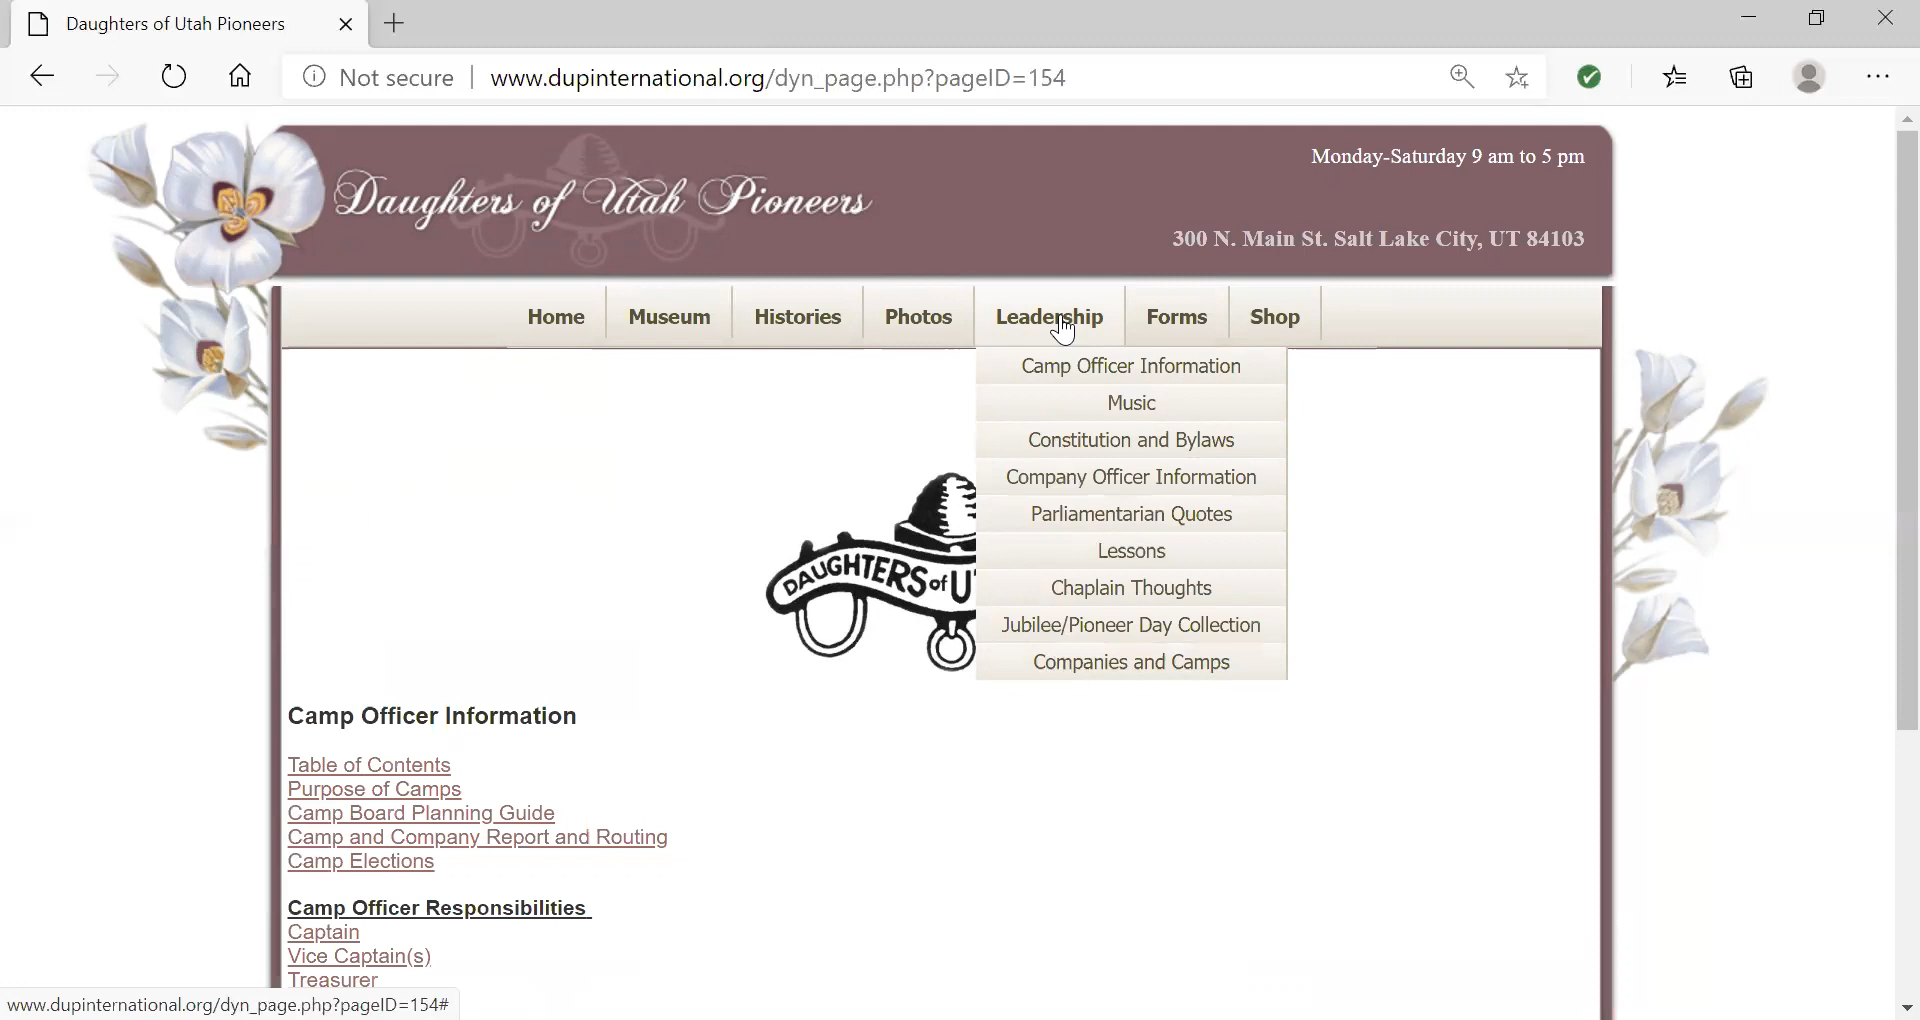 Daughters of Utah Pioneers
Not secure
www.dupinternational.org/dyn_page.php?pageID=154
Daughters of Utah Pioneers
Monday-Saturday 9 am to 5 pm
300 N. Main St. Salt Lake City, UT 84103
Home Museum Histories Photos Leadership Forms Shop
Camp Officer Information
Music
Constitution and Bylaws
Company Officer Information
Parliamentarian Quotes
Lessons
Chaplain Thoughts
Jubilee/Pioneer Day Collection
Companies and Camps
DAUGHTERS of
Camp Officer Information
Table of Contents
Purpose of Camps
Camp Board Planning Guide
Camp and Company Report and Routing
Camp Elections
Camp Officer Responsibilities
Captain
Vice Captain(s)
Treasurer
www.dupinternational.org/dyn_page.php?pageID=154#